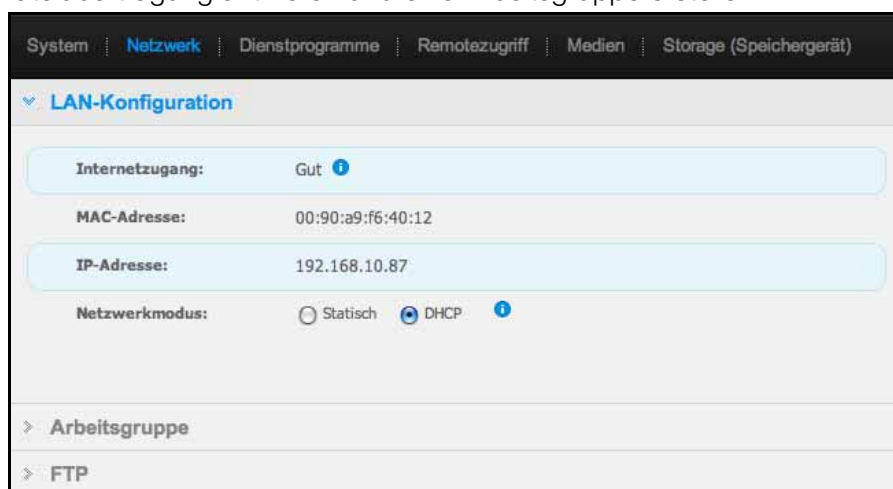 System Netzwerk Dienstprogramme Remotezugriff Medien Storage (Speichergerät)
LAN-Konfiguration
Internetzugang: Gut
MAC-Adresse: 00:90:a9:f6:40:12
IP-Adresse: 192.168.10.87
Netzwerkmodus: Statisch DHCP
Arbeitsgruppe
FTP